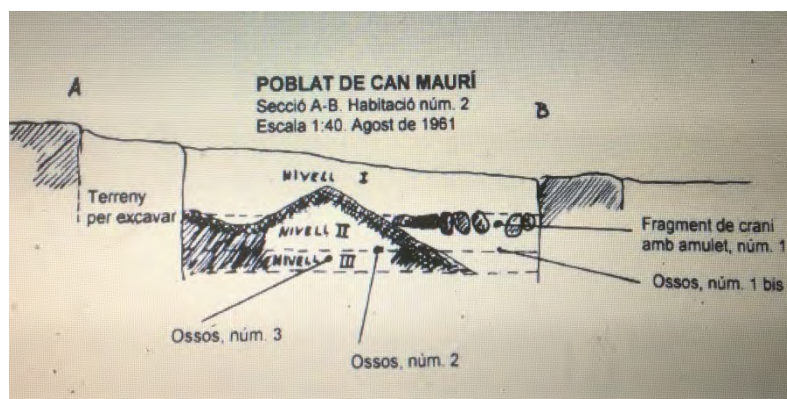 A
POBLAT DE CAN MAURÍ
Secció A-B. Habitació núm. 2
Escala 1:40. Agost de 1961
B
NIVELL I
Terreny
per excavar
NIVELL II
Fragment de crani
amb amulet, núm. 1
NIVELL III
Ossos, núm. 1 bis
Ossos, núm. 3
Ossos, núm. 2